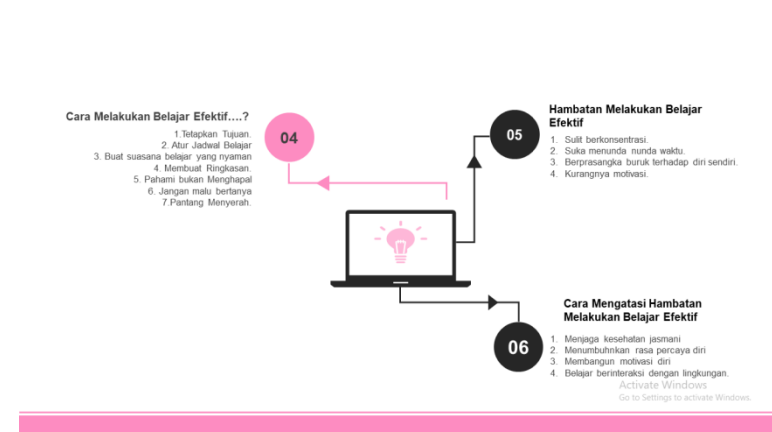 Cara Melakukan Belajar Efektif....?
1.Tetapkan Tujuan.
2. Atur Jadwal Belajar
3. Buat suasana belajar yang nyaman
4. Membuat Ringkasan.
5. Pahami bukan Menghapal
6. Jangan malu bertanya
7.Pantang Menyerah.
04
05
Hambatan Melakukan Belajar
Efektif
1. Sulit berkonsentrasi.
2. Suka menunda nunda waktu.
3. Berprasangka buruk terhadap diri sendiri.
4. Kurangnya motivasi.
06
Cara Mengatasi Hambatan
Melakukan Belajar Efektif
1. Menjaga kesehatan jasmani
2. Menumbuhnkan rasa percaya diri
3. Membangun motivasi diri
4. Belajar berinteraksi dengan lingkungan.
Activate Windows
Go to Settings to activate Windows.